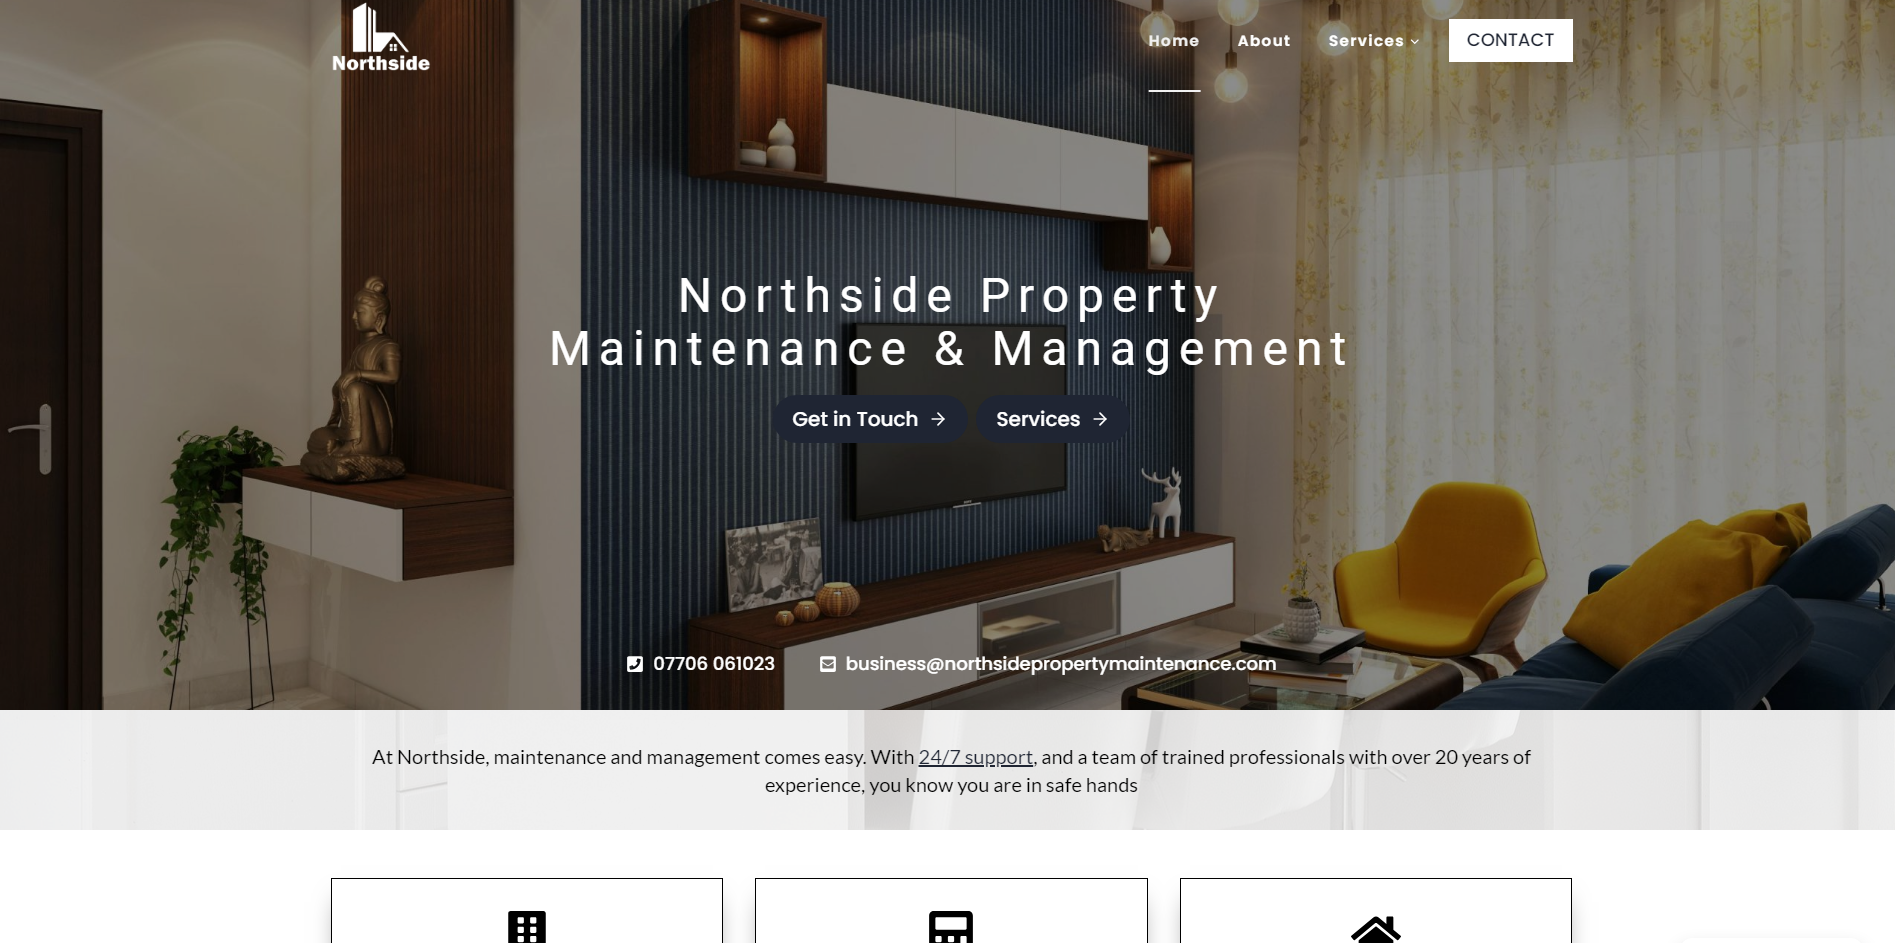 Northside
Home
About
Services
CONTACT
Northside Property
Maintenance & Management
Get in Touch
Services
07706 061023
business@northsidepropertymaintenance.com
At Northside, maintenance and management comes easy. With 24/7 support, and a team of trained professionals with over 20 years of
experience, you know you are in safe hands